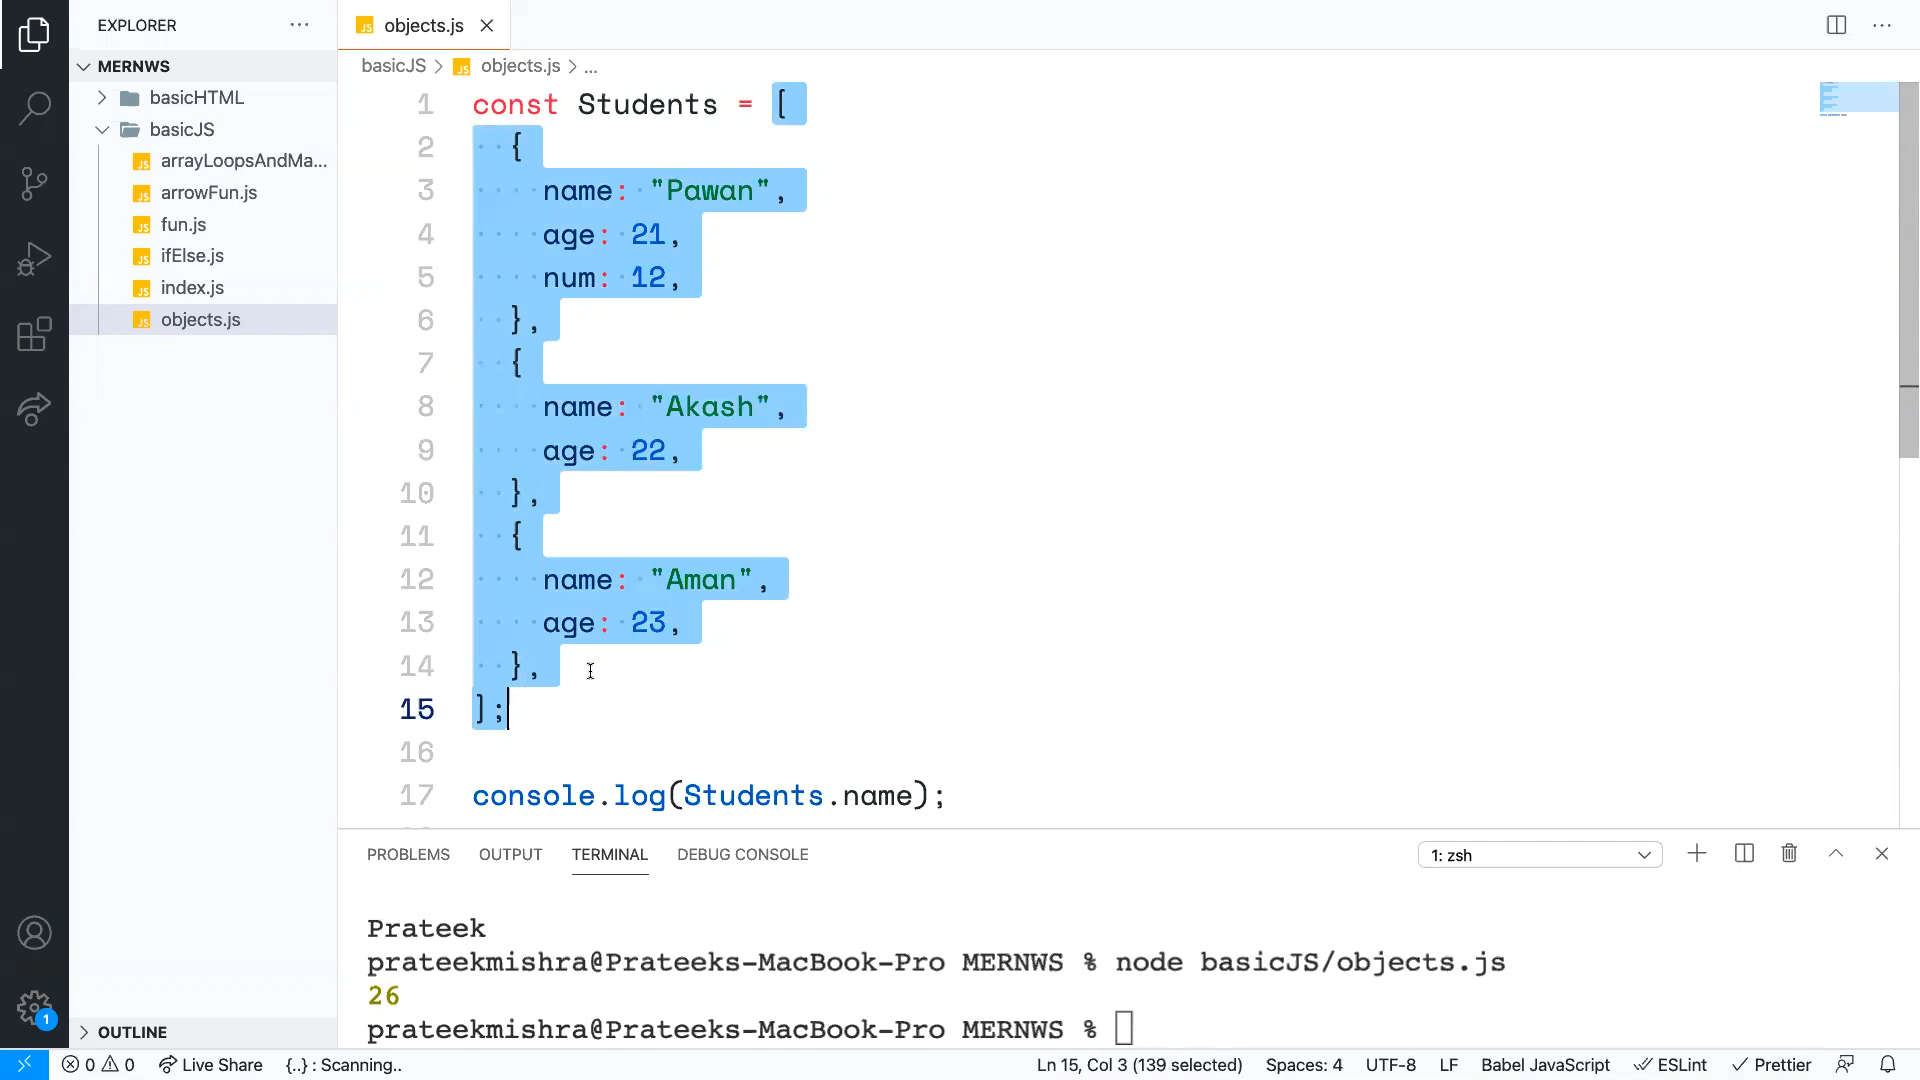 EXPLORER
objects.js
MERNWS
basicJS > objects.js > ...
basicHTML
basicJS
arrayLoopsAndMa...
arrowFun.js
fun.js
ifElse.js
index.js
objects.js
1 const Students = [
2 {
3 name: "Pawan",
4 age: 21,
5 num: 12,
6 },
7 {
8 name: "Akash",
9 age: 22,
10 },
11 {
12 name: "Aman",
13 age: 23,
14 },
15 ];
16
17 console.log(Students.name);
PROBLEMS OUTPUT TERMINAL DEBUG CONSOLE 1: zsh
Prateek
prateekmishra@Prateeks-MacBook-Pro MERNWS % node basicJS/objects.js
26
prateekmishra@Prateeks-MacBook-Pro MERNWS %
OUTLINE
1
0 0 Live Share {..} : Scanning.. Ln 15, Col 3 (139 selected) Spaces: 4 UTF-8 LF Babel JavaScript ESLint Prettier